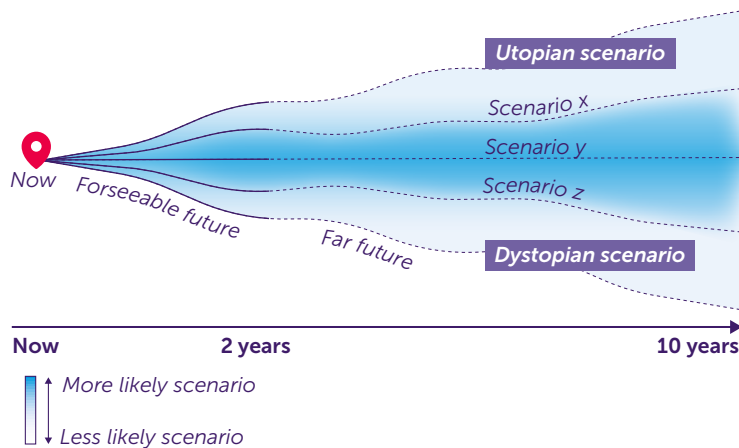 Utopian scenario
Scenario x
Scenario y
Scenario z
Now
Forseeable future
Far future
Dystopian scenario
Now
2 years
10 years
More likely scenario
Less likely scenario